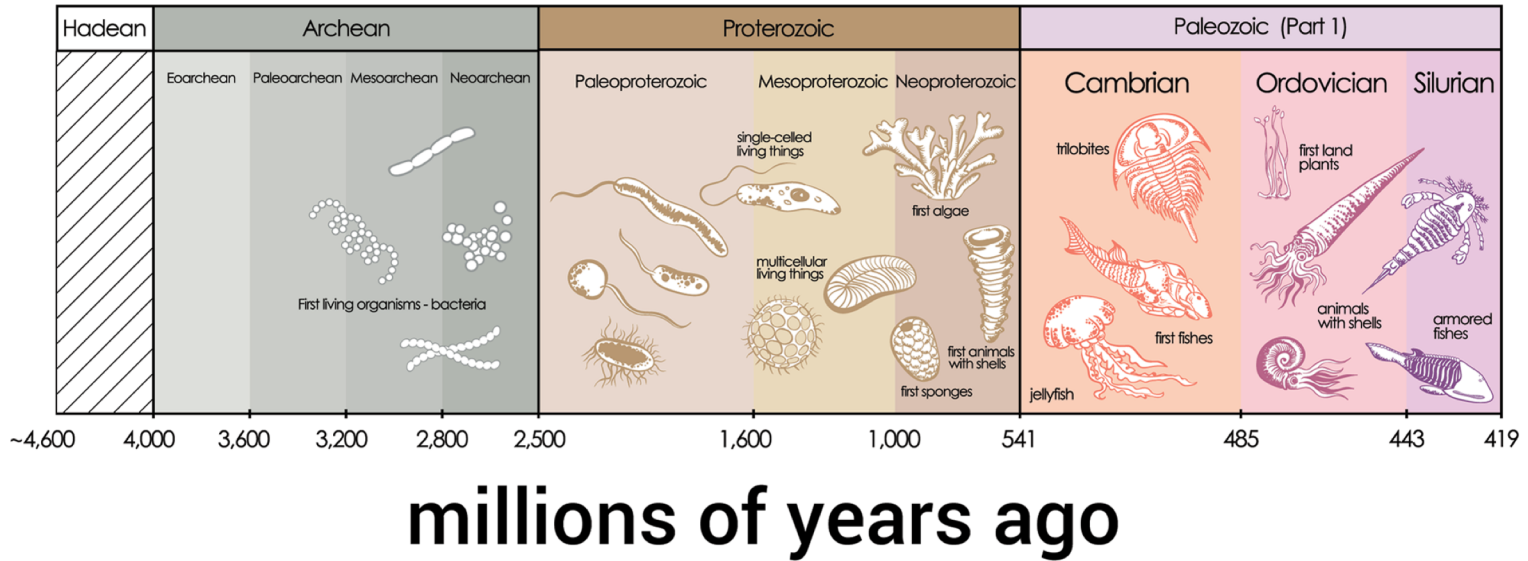 Hadean
Archean
Proterozoic
Paleozoic (Part 1)
Eoarchean
Paleoarchean
Mesoarchean
Neoarchean
Paleoproterozoic
Mesoproterozoic
Neoproterozoic
Cambrian
Ordovician
Silurian
First living organisms - bacteria
single-celled
living things
multicellular
living things
first algae
first animals
with shells
first sponges
trilobites
first fishes
jellyfish
first land
plants
animals
with shells
armored
fishes
~4,600
4,000
3,600
3,200
2,800
2,500
1,600
1,000
541
485
443
419
millions of years ago